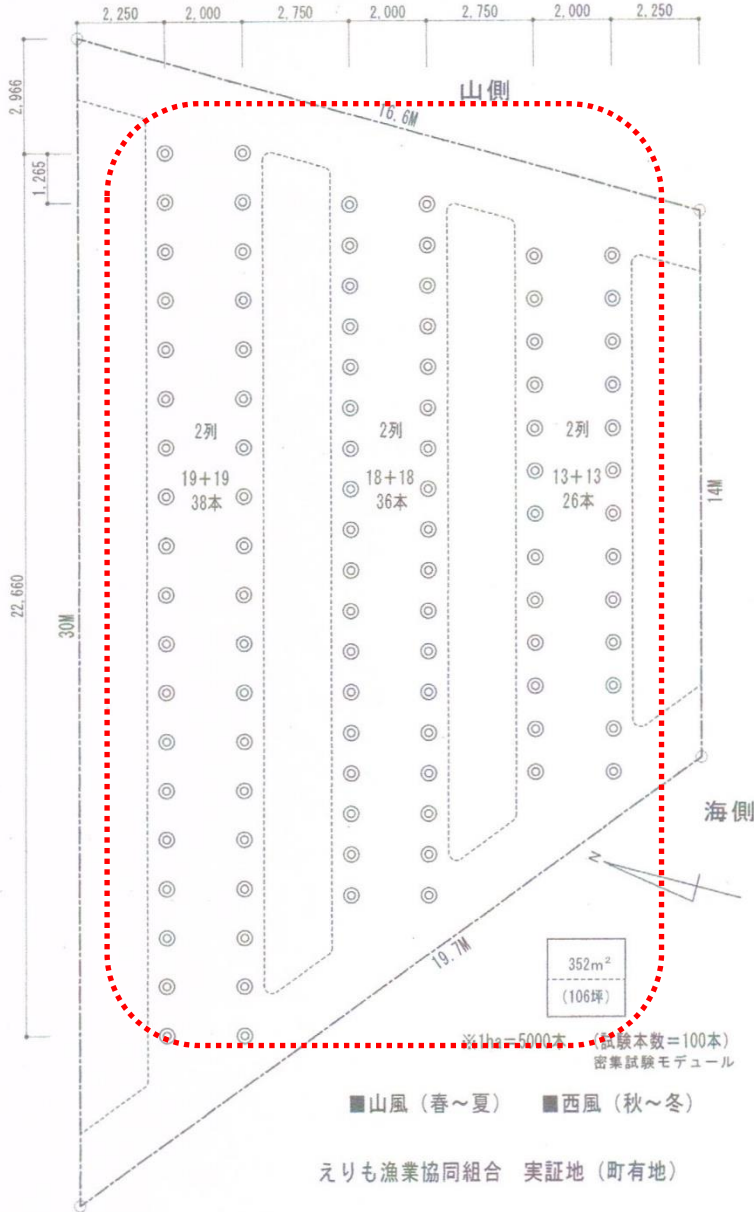 2,250 2,000 2,750 2,000 2,750 2,000 2,250
山側
16.6M
2,966
1,265
2列
19+19
38本
2列
18+18
36本
2列
13+13
26本
14M
22,660
30M
海側
N
19.7M
352m²
(106坪)
※1ha=5000本 (試験本数=100本)
密集試験モデュール
■山風(春~夏) ■西風(秋~冬)
えりも漁業協同組合 実証地(町有地)